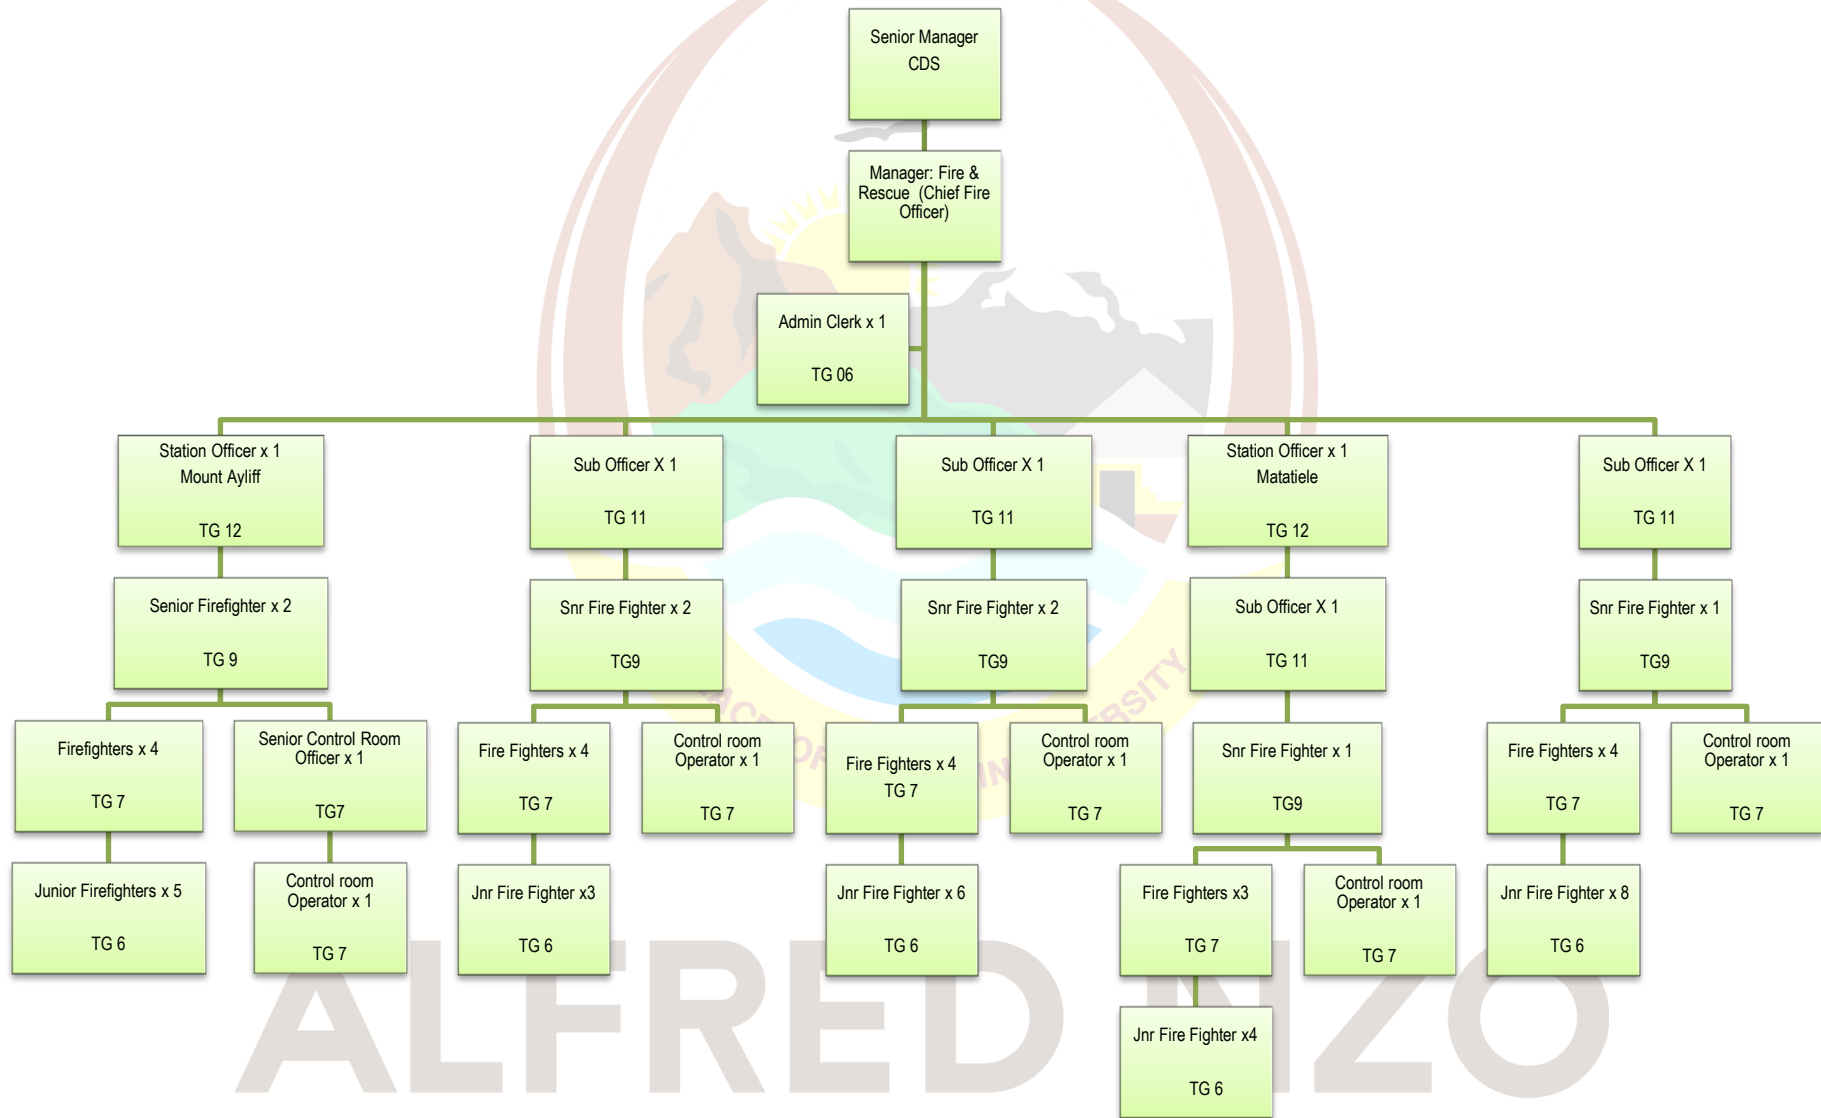 Senior Manager
CDS
Manager: Fire &
Rescue (Chief Fire
Officer)
Admin Clerk x 1
TG 06
Station Officer x 1
Mount Ayliff
TG 12
Sub Officer X 1
TG 11
Sub Officer X 1
TG 11
Station Officer x 1
Matatiele
TG 12
Sub Officer X 1
TG 11
Senior Firefighter x 2
TG 9
Snr Fire Fighter x 2
TG9
Snr Fire Fighter x 2
TG9
Sub Officer X 1
TG 11
Snr Fire Fighter x 1
TG9
Firefighters x 4
TG 7
Senior Control Room
Officer x 1
TG7
Fire Fighters x 4
TG 7
Control room
Operator x 1
TG 7
Fire Fighters x 4
TG 7
Control room
Operator x 1
TG 7
Snr Fire Fighter x 1
TG9
Fire Fighters x 4
TG 7
Control room
Operator x 1
TG 7
Junior Firefighters x 5
TG 6
Control room
Operator x 1
TG 7
Jnr Fire Fighter x3
TG 6
Jnr Fire Fighter x 6
TG 6
Fire Fighters x3
TG 7
Control room
Operator x 1
TG 7
Jnr Fire Fighter x 8
TG 6
Jnr Fire Fighter x4
TG 6
ALFRED NZO